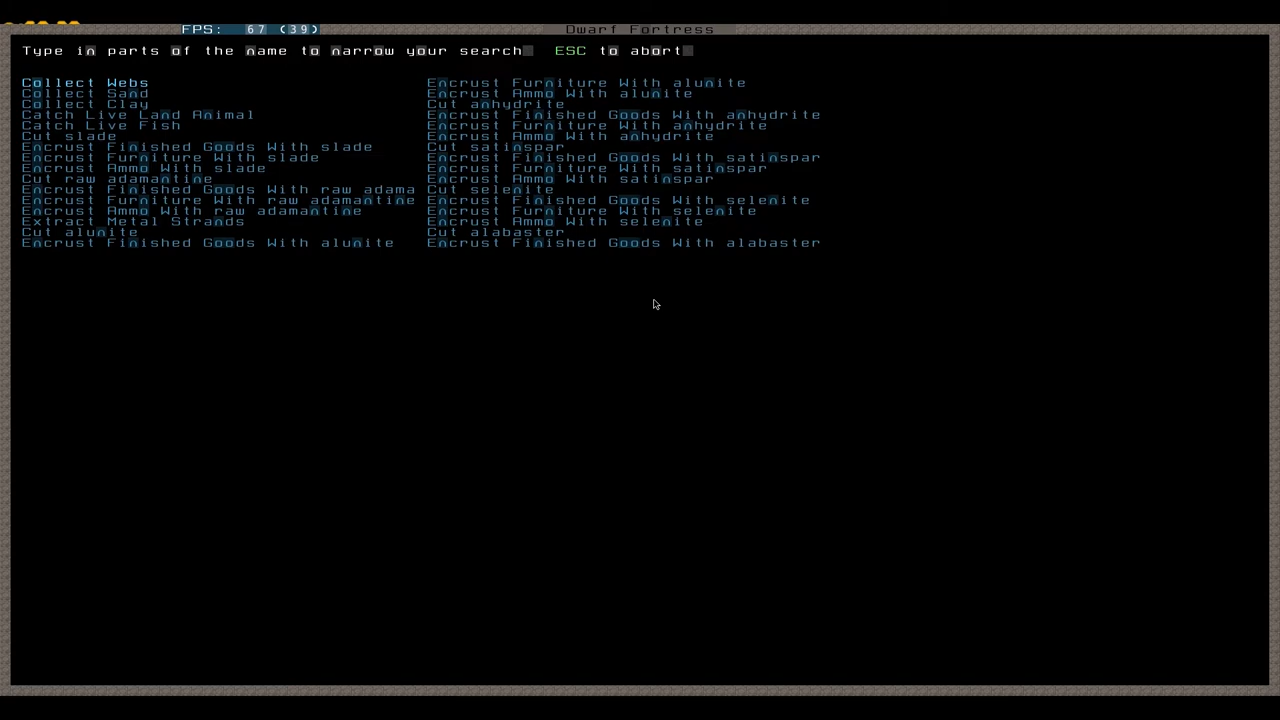 FPS: 67 (39)
Dwarf Fortress
Type in parts of the name to narrow your search. ESC to abort.
Collect Webs
Collect Sand
Collect Clay
Catch Live Land Animal
Catch Live Fish
Cut slade
Encrust Finished Goods With slade
Encrust Furniture With slade
Encrust Ammo With slade
Cut raw adamantine
Encrust Finished Goods With raw adama
Encrust Furniture With raw adamantine
Encrust Ammo With raw adamantine
Extract Metal Strands
Cut alunite
Encrust Finished Goods With alunite
Encrust Furniture With alunite
Encrust Ammo With alunite
Cut anhydrite
Encrust Finished Goods With anhydrite
Encrust Furniture With anhydrite
Encrust Ammo With anhydrite
Cut satinspar
Encrust Finished Goods With satinspar
Encrust Furniture With satinspar
Encrust Ammo With satinspar
Cut selenite
Encrust Finished Goods With selenite
Encrust Furniture With selenite
Encrust Ammo With selenite
Cut alabaster
Encrust Finished Goods With alabaster